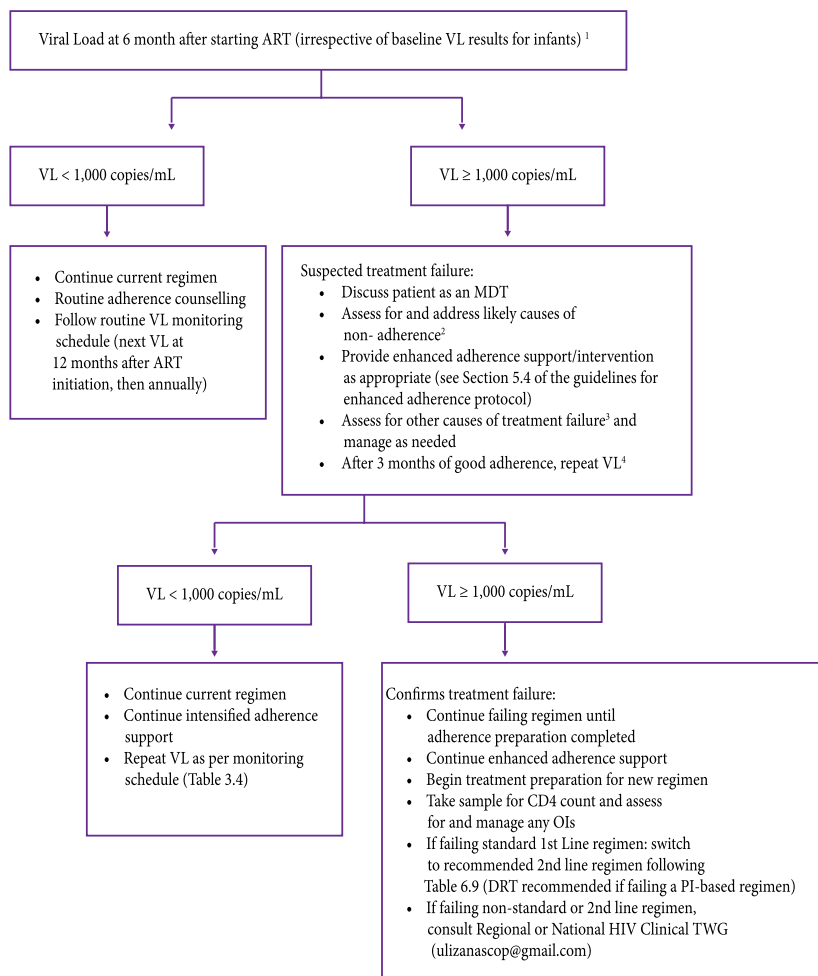 Viral Load at 6 month after starting ART (irrespective of baseline VL results for infants) 1
VL < 1,000 copies/mL
VL ≥ 1,000 copies/mL
• Continue current regimen
• Routine adherence counselling
• Follow routine VL monitoring
schedule (next VL at
12 months after ART
initiation, then annually)
Suspected treatment failure:
• Discuss patient as an MDT
• Assess for and address likely causes of
non- adherence2
• Provide enhanced adherence support/intervention
as appropriate (see Section 5.4 of the guidelines for
enhanced adherence protocol)
• Assess for other causes of treatment failure3 and
manage as needed
• After 3 months of good adherence, repeat VL4
VL < 1,000 copies/mL
VL ≥ 1,000 copies/mL
• Continue current regimen
• Continue intensified adherence
support
• Repeat VL as per monitoring
schedule (Table 3.4)
Confirms treatment failure:
• Continue failing regimen until
adherence preparation completed
• Continue enhanced adherence support
• Begin treatment preparation for new regimen
• Take sample for CD4 count and assess
for and manage any OIs
• If failing standard 1st Line regimen: switch
to recommended 2nd line regimen following
Table 6.9 (DRT recommended if failing a PI-based regimen)
• If failing non-standard or 2nd line regimen,
consult Regional or National HIV Clinical TWG
(ulizanascop@gmail.com)